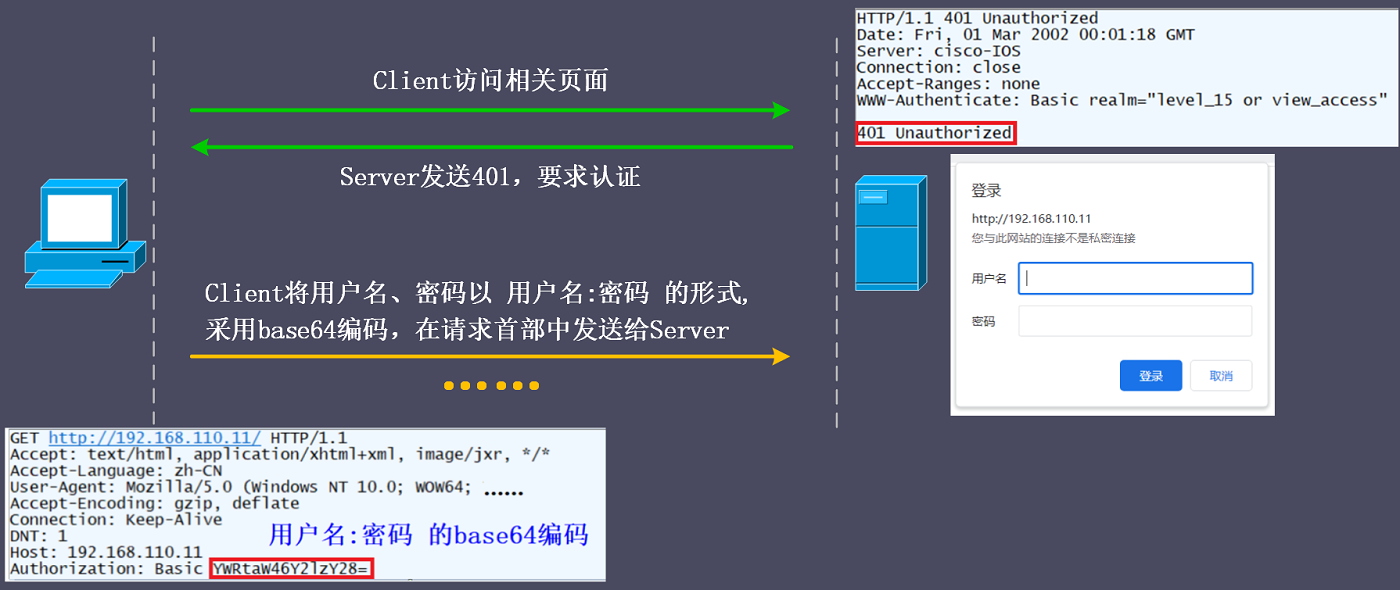 Client访问相关页面
Server发送401，要求认证
Client将用户名、密码以 用户名:密码 的形式,
采用base64编码，在请求首部中发送给Server
HTTP/1.1 401 Unauthorized
Date: Fri, 01 Mar 2002 00:01:18 GMT
Server: cisco-IOS
Connection: close
Accept-Ranges: none
WWW-Authenticate: Basic realm="level_15 or view_access"
401 Unauthorized
登录
http://192.168.110.11
您与此网站的连接不是私密连接
用户名
密码
登录
取消
GET http://192.168.110.11/ HTTP/1.1
Accept: text/html, application/xhtml+xml, image/jxr, */*
Accept-Language: zh-CN
User-Agent: Mozilla/5.0 (Windows NT 10.0; WOW64; ......
Accept-Encoding: gzip, deflate
Connection: Keep-Alive
DNT: 1
用户名:密码 的base64编码
Host: 192.168.110.11
Authorization: Basic YWRtaW46Y2lzY28=